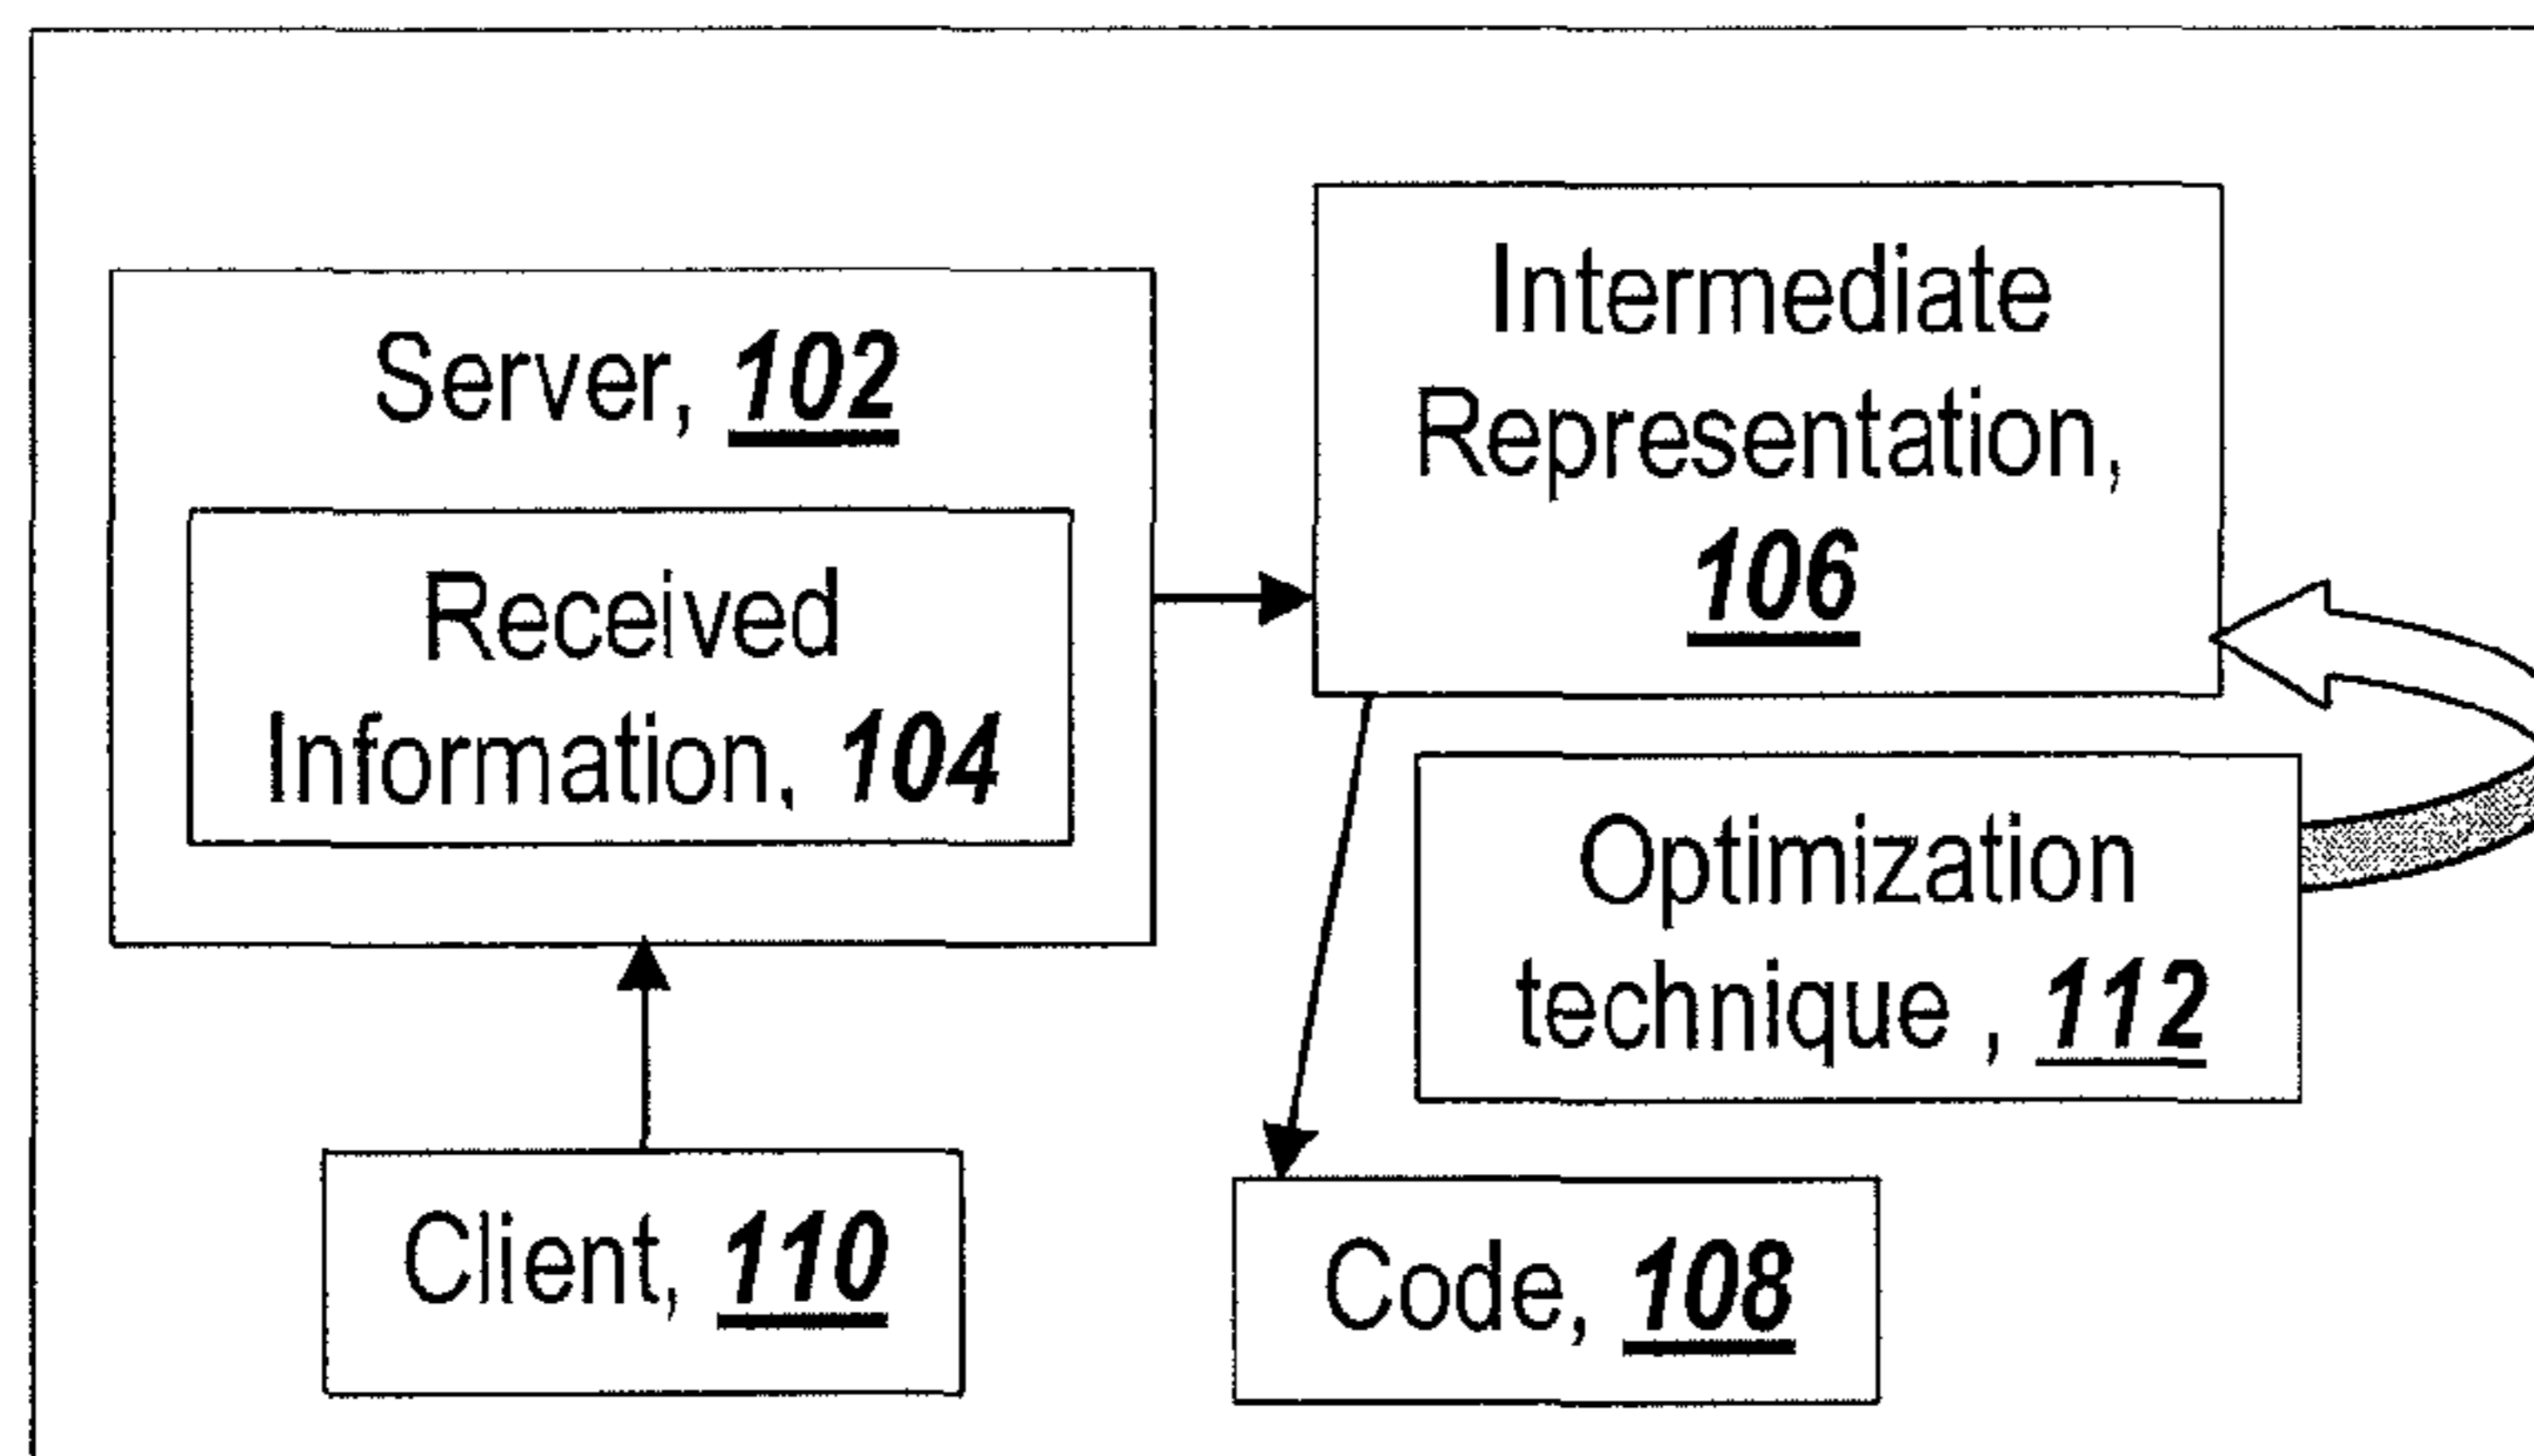 Server, 102
Received
Information, 104
Intermediate
Representation,
106
Optimization
technique , 112
Client, 110
Code, 108